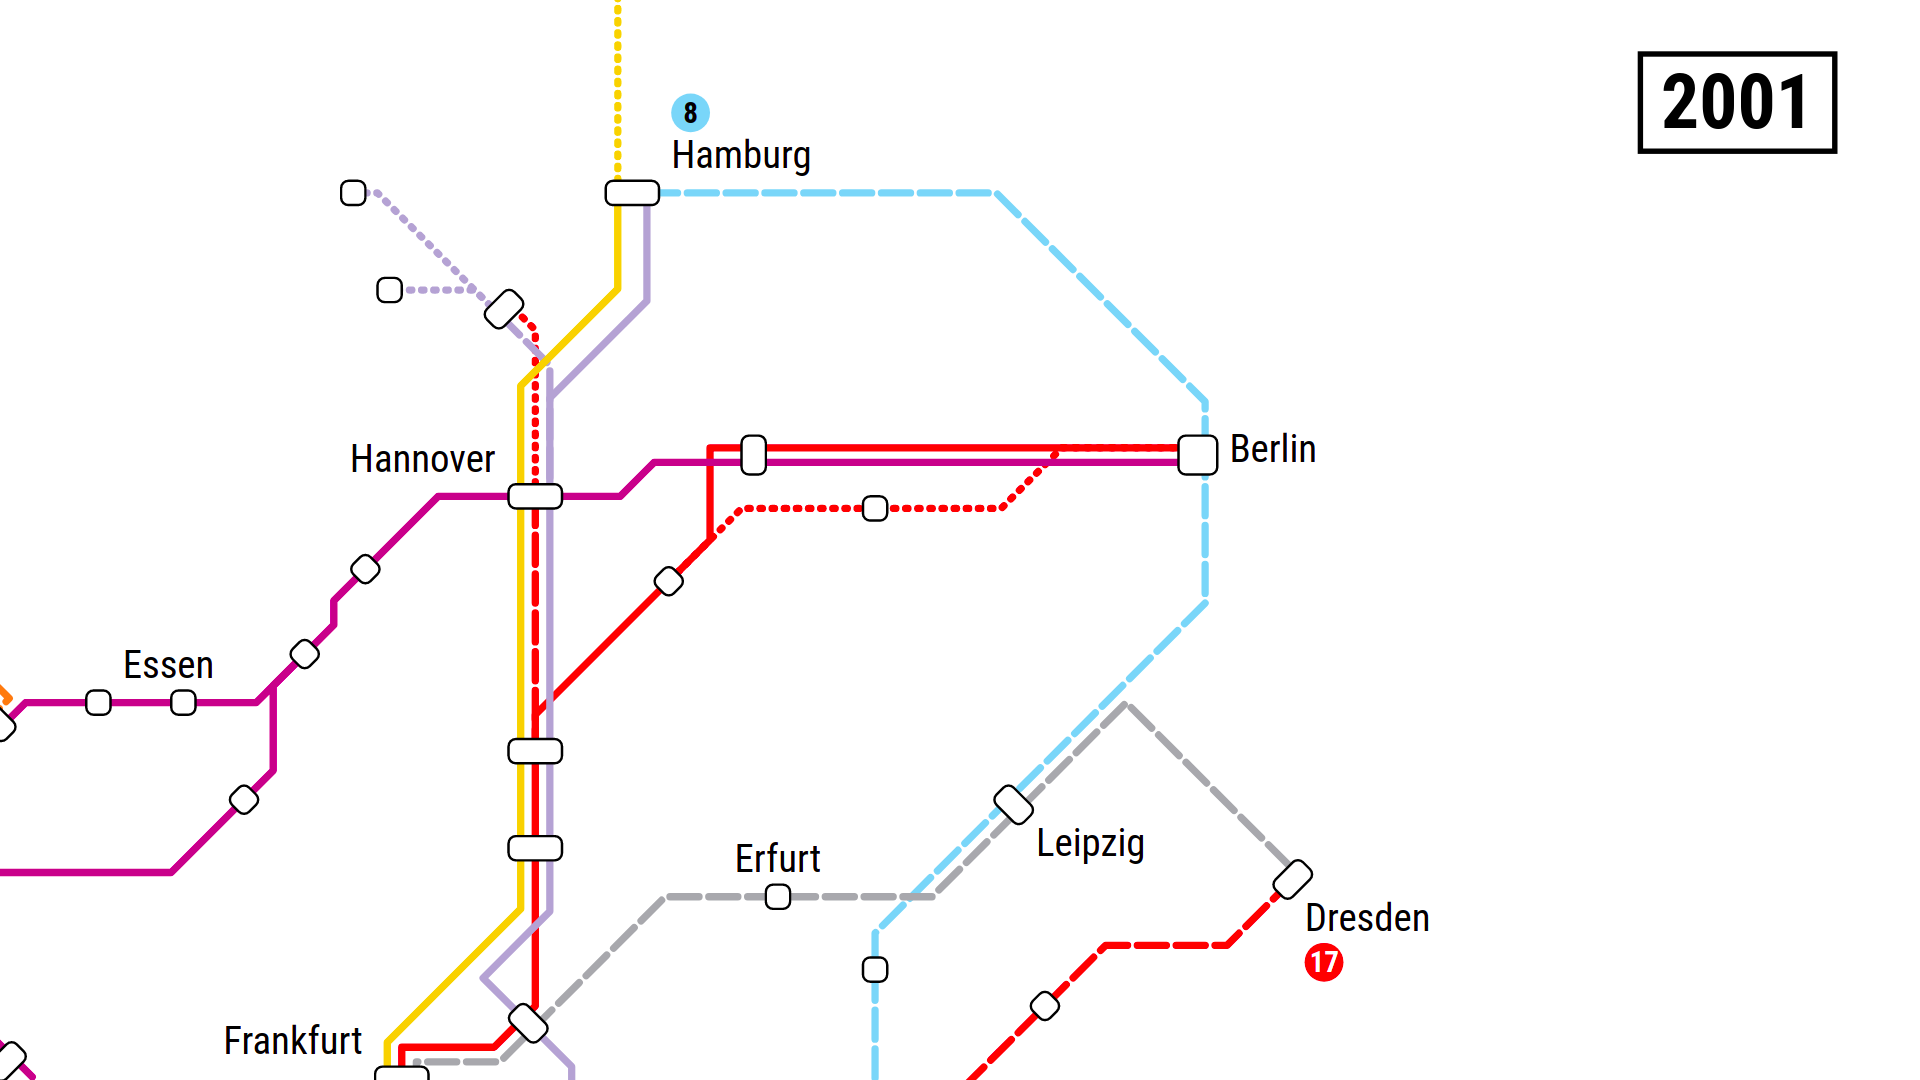 2001
8
Hamburg
Hannover
Berlin
Essen
Leipzig
Erfurt
Dresden
17
Frankfurt